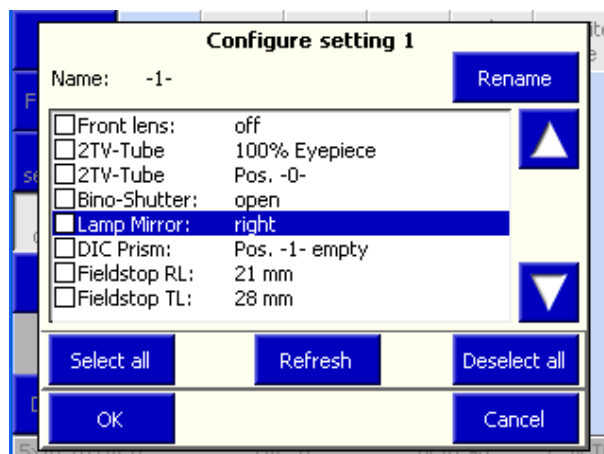 Configure setting 1
Name: -1-
Rename
Front lens: off
2TV-Tube 100% Eyepiece
2TV-Tube Pos. -0-
Bino-Shutter: open
Lamp Mirror: right
DIC Prism: Pos. -1- empty
Fieldstop RL: 21 mm
Fieldstop TL: 28 mm
Select all Refresh Deselect all
OK Cancel